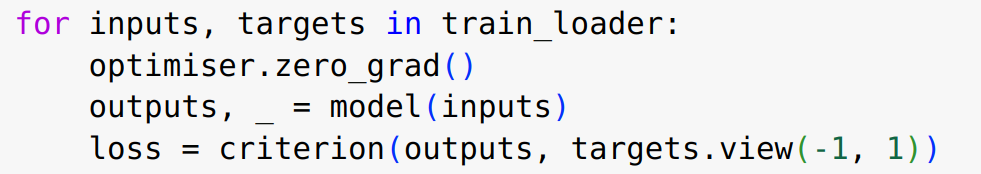 for inputs, targets in train_loader:
    optimiser.zero_grad()
    outputs, _ = model(inputs)
    loss = criterion(outputs, targets.view(-1, 1))